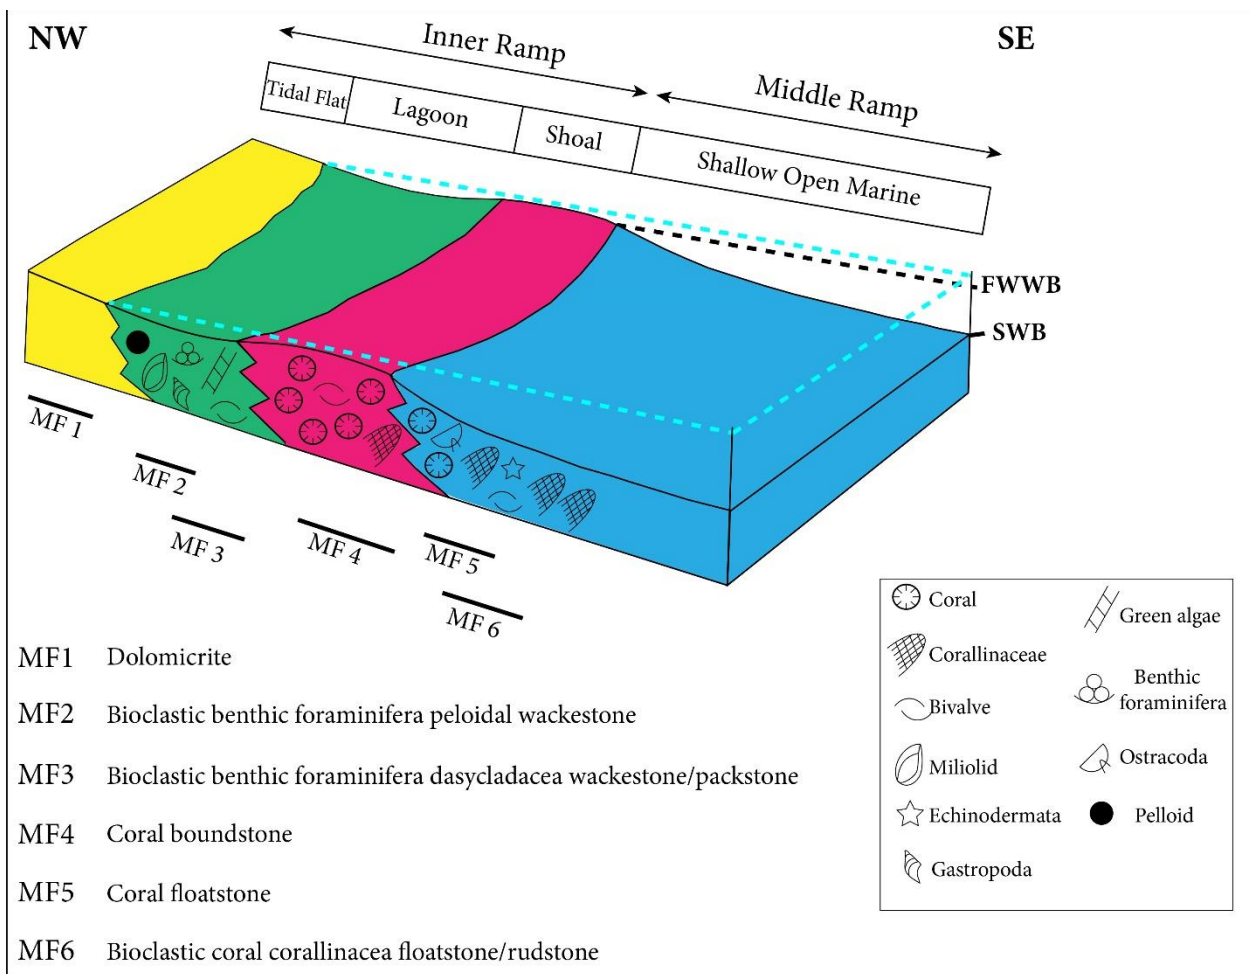 NW
SE
Inner Ramp
Middle Ramp
Tidal Flat
Lagoon
Shoal
Shallow Open Marine
FWWB
SWB
MF 1
MF 2
MF 3
MF 4
MF 5
MF 6
MF1 Dolomicrite
MF2 Bioclastic benthic foraminifera peloidal wackestone
MF3 Bioclastic benthic foraminifera dasycladacea wackestone/packstone
MF4 Coral boundstone
MF5 Coral floatstone
MF6 Bioclastic coral corallinacea floatstone/rudstone
Coral
Corallinaceae
Bivalve
Miliolid
Echinodermata
Gastropoda
Green algae
Benthic
foraminifera
Ostracoda
Pelloid